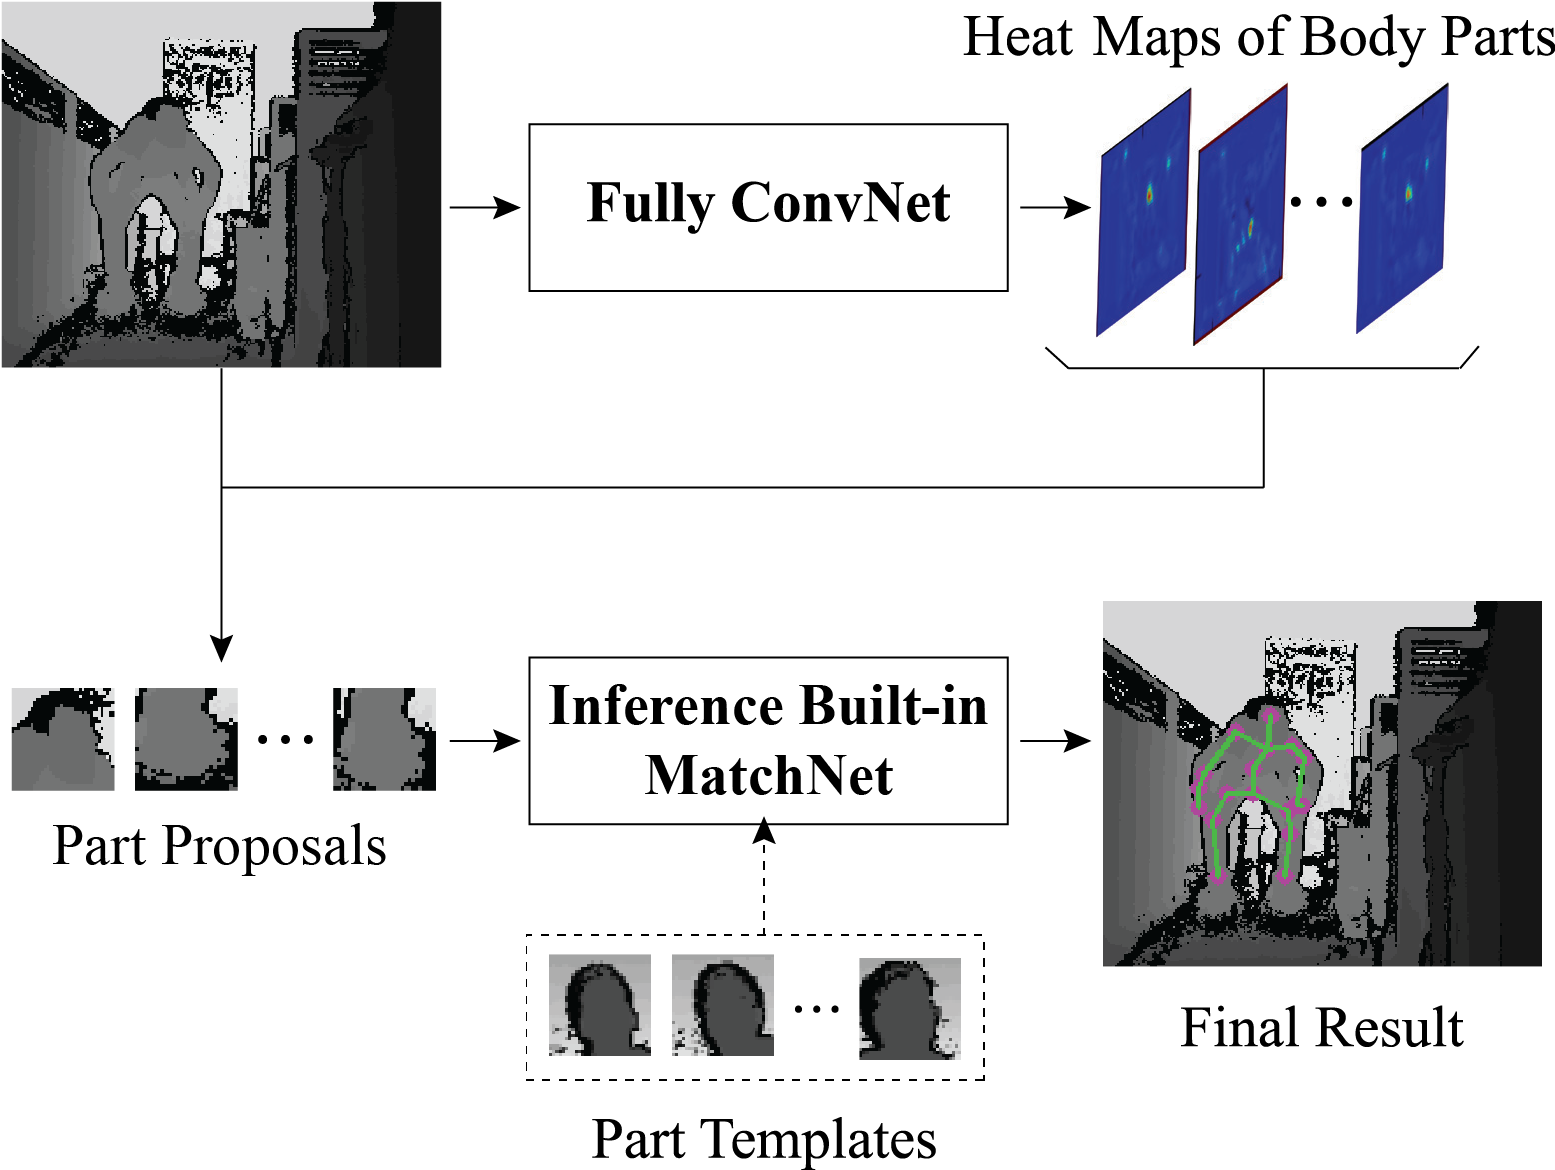 Heat Maps of Body Parts
Fully ConvNet
...
Inference Built-in
MatchNet
...
Part Proposals
...
Final Result
Part Templates